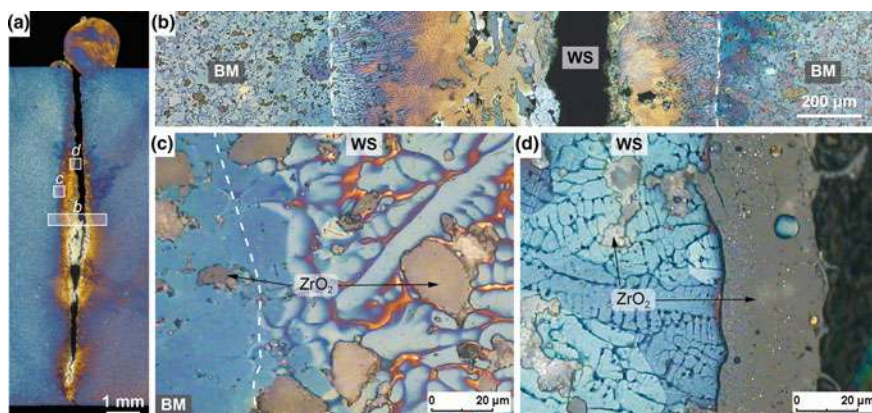 (a)
d
c
b
1 mm
(b)
BM
WS
BM
200 µm
(c)
WS
ZrO₂
BM
0 20 µm
(d)
WS
ZrO₂
0 20 µm